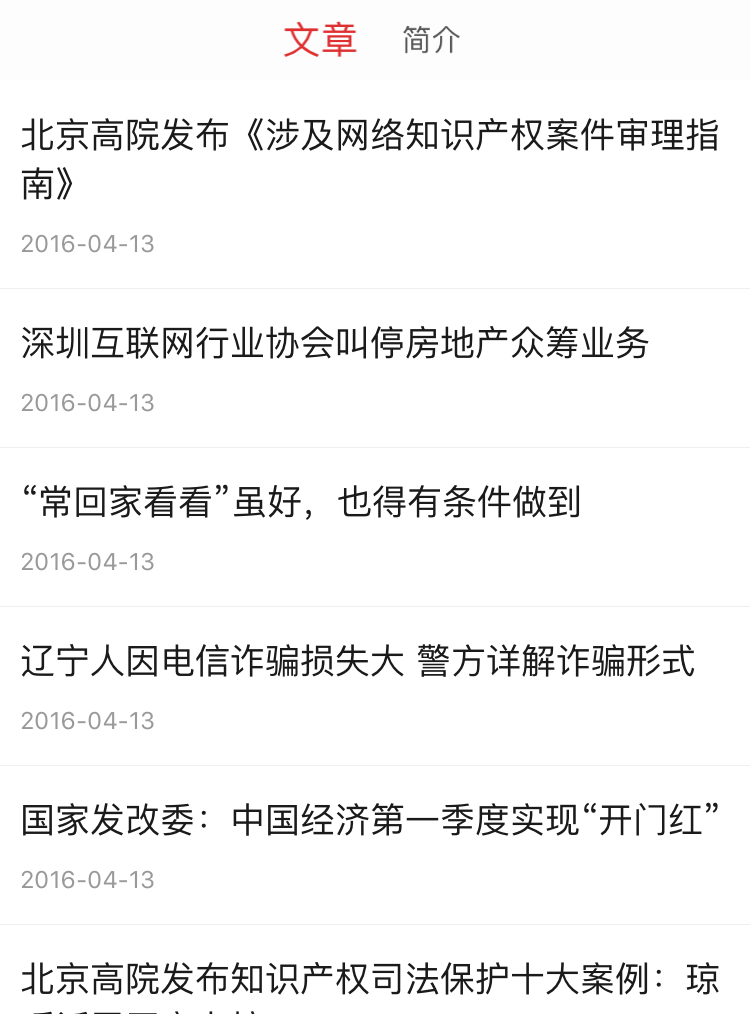 文章 简介
北京高院发布《涉及网络知识产权案件审理指
南》
2016-04-13
深圳互联网行业协会叫停房地产众筹业务
2016-04-13
“常回家看看”虽好，也得有条件做到
2016-04-13
辽宁人因电信诈骗损失大 警方详解诈骗形式
2016-04-13
国家发改委：中国经济第一季度实现“开门红”
2016-04-13
北京高院发布知识产权司法保护十大案例：琼